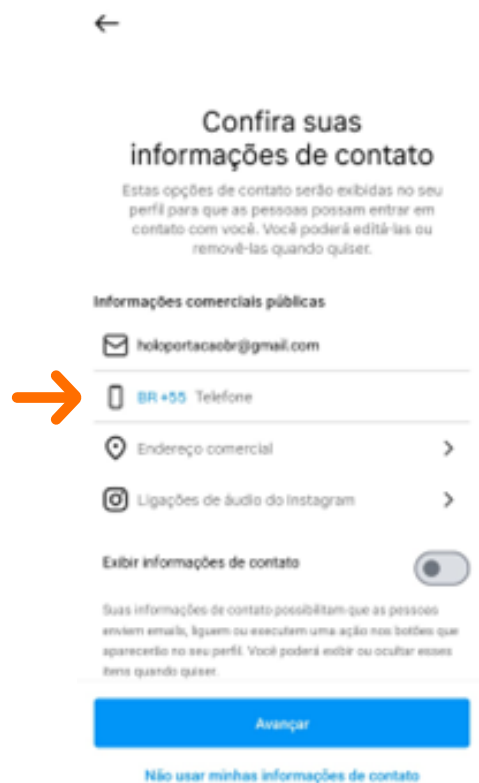 Confira suas
informações de contato
Estas opções de contato serão exibidas no seu
perfil para que as pessoas possam entrar em
contato com você. Você poderá editá-las ou
removê-las quando quiser.
Informações comerciais públicas
holoportacaobr@gmail.com
BR +55 Telefone
Endereço comercial
Ligações de áudio do Instagram
Exibir informações de contato
Suas informações de contato possibilitam que as pessoas
enviem emails, liguem ou executem uma ação nos botões que
aparecerão no seu perfil. Você poderá exibir ou ocultar esses
itens quando quiser.
Avançar
Não usar minhas informações de contato